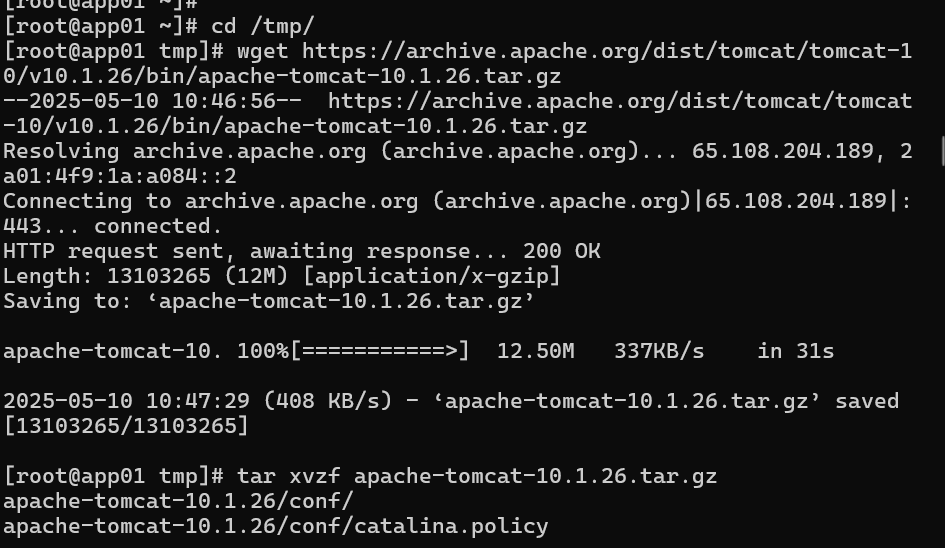 [root@app01 ~]#
[root@app01 ~]# cd /tmp/
[root@app01 tmp]# wget https://archive.apache.org/dist/tomcat/tomcat-1
0/v10.1.26/bin/apache-tomcat-10.1.26.tar.gz
--2025-05-10 10:46:56--  https://archive.apache.org/dist/tomcat/tomcat
-10/v10.1.26/bin/apache-tomcat-10.1.26.tar.gz
Resolving archive.apache.org (archive.apache.org)... 65.108.204.189, 2
a01:4f9:1a:a084::2
Connecting to archive.apache.org (archive.apache.org)|65.108.204.189|:
443... connected.
HTTP request sent, awaiting response... 200 OK
Length: 13103265 (12M) [application/x-gzip]
Saving to: ‘apache-tomcat-10.1.26.tar.gz’
apache-tomcat-10. 100%[===========>]  12.50M   337KB/s    in 31s
2025-05-10 10:47:29 (408 KB/s) - ‘apache-tomcat-10.1.26.tar.gz’ saved
[13103265/13103265]
[root@app01 tmp]# tar xvzf apache-tomcat-10.1.26.tar.gz
apache-tomcat-10.1.26/conf/
apache-tomcat-10.1.26/conf/catalina.policy